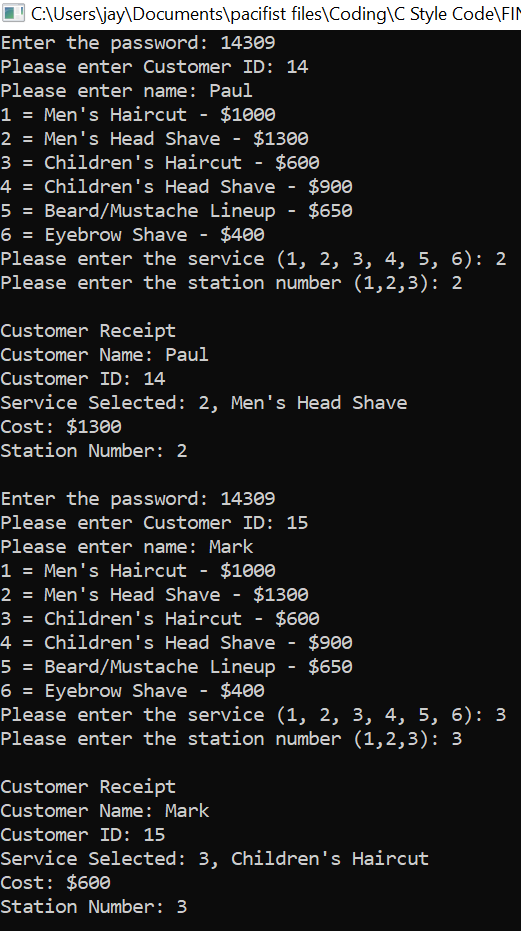 C:\Users\jay\Documents\pacifist files\Coding\C Style Code\FIN
Enter the password: 14309
Please enter Customer ID: 14
Please enter name: Paul
1 = Men's Haircut - $1000
2 = Men's Head Shave - $1300
3 = Children's Haircut - $600
4 = Children's Head Shave - $900
5 = Beard/Mustache Lineup - $650
6 = Eyebrow Shave - $400
Please enter the service (1, 2, 3, 4, 5, 6): 2
Please enter the station number (1,2,3): 2
Customer Receipt
Customer Name: Paul
Customer ID: 14
Service Selected: 2, Men's Head Shave
Cost: $1300
Station Number: 2
Enter the password: 14309
Please enter Customer ID: 15
Please enter name: Mark
1 = Men's Haircut - $1000
2 = Men's Head Shave - $1300
3 = Children's Haircut - $600
4 = Children's Head Shave - $900
5 = Beard/Mustache Lineup - $650
6 = Eyebrow Shave - $400
Please enter the service (1, 2, 3, 4, 5, 6): 3
Please enter the station number (1,2,3): 3
Customer Receipt
Customer Name: Mark
Customer ID: 15
Service Selected: 3, Children's Haircut
Cost: $600
Station Number: 3